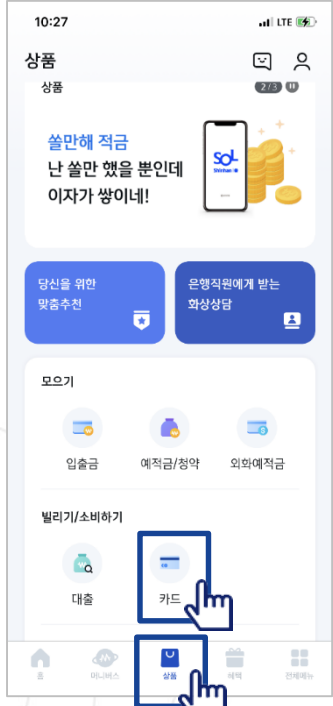 10:27
LTE
상품
상품
2/3
쏠만해 적금
난 쏠만 했을 뿐인데
이자가 쌓이네!
SOL
Shinhan
당신을 위한
맞춤추천
은행직원에게 받는
화상상담
모으기
입출금
예적금/청약
외화예적금
빌리기/소비하기
대출
카드
홈
머니버스
상품
혜택
전체메뉴